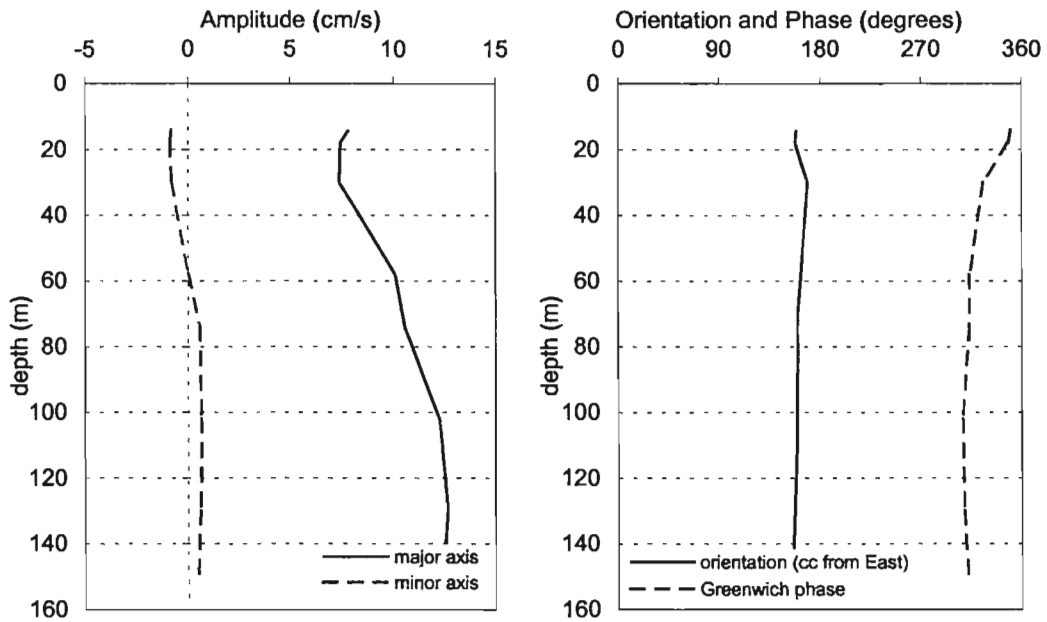 Amplitude (cm/s)
-5 0 5 10 15
0
20
40
60
80
100
120
140
160
depth (m)
major axis
minor axis
Orientation and Phase (degrees)
0 90 180 270 360
0
20
40
60
80
100
120
140
160
depth (m)
orientation (cc from East)
Greenwich phase